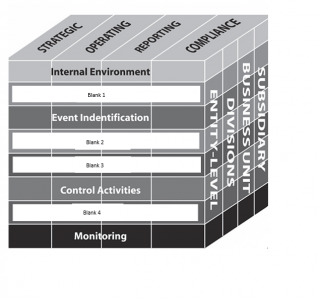 STRATEGIC
OPERATING
REPORTING
COMPLIANCE
Internal Environment
Blank 1
Event Indentification
Blank 2
Blank 3
Control Activities
Blank 4
Monitoring
ENTITY-LEVEL
DIVISIONS
BUSINESS UNIT
SUBSIDIARY